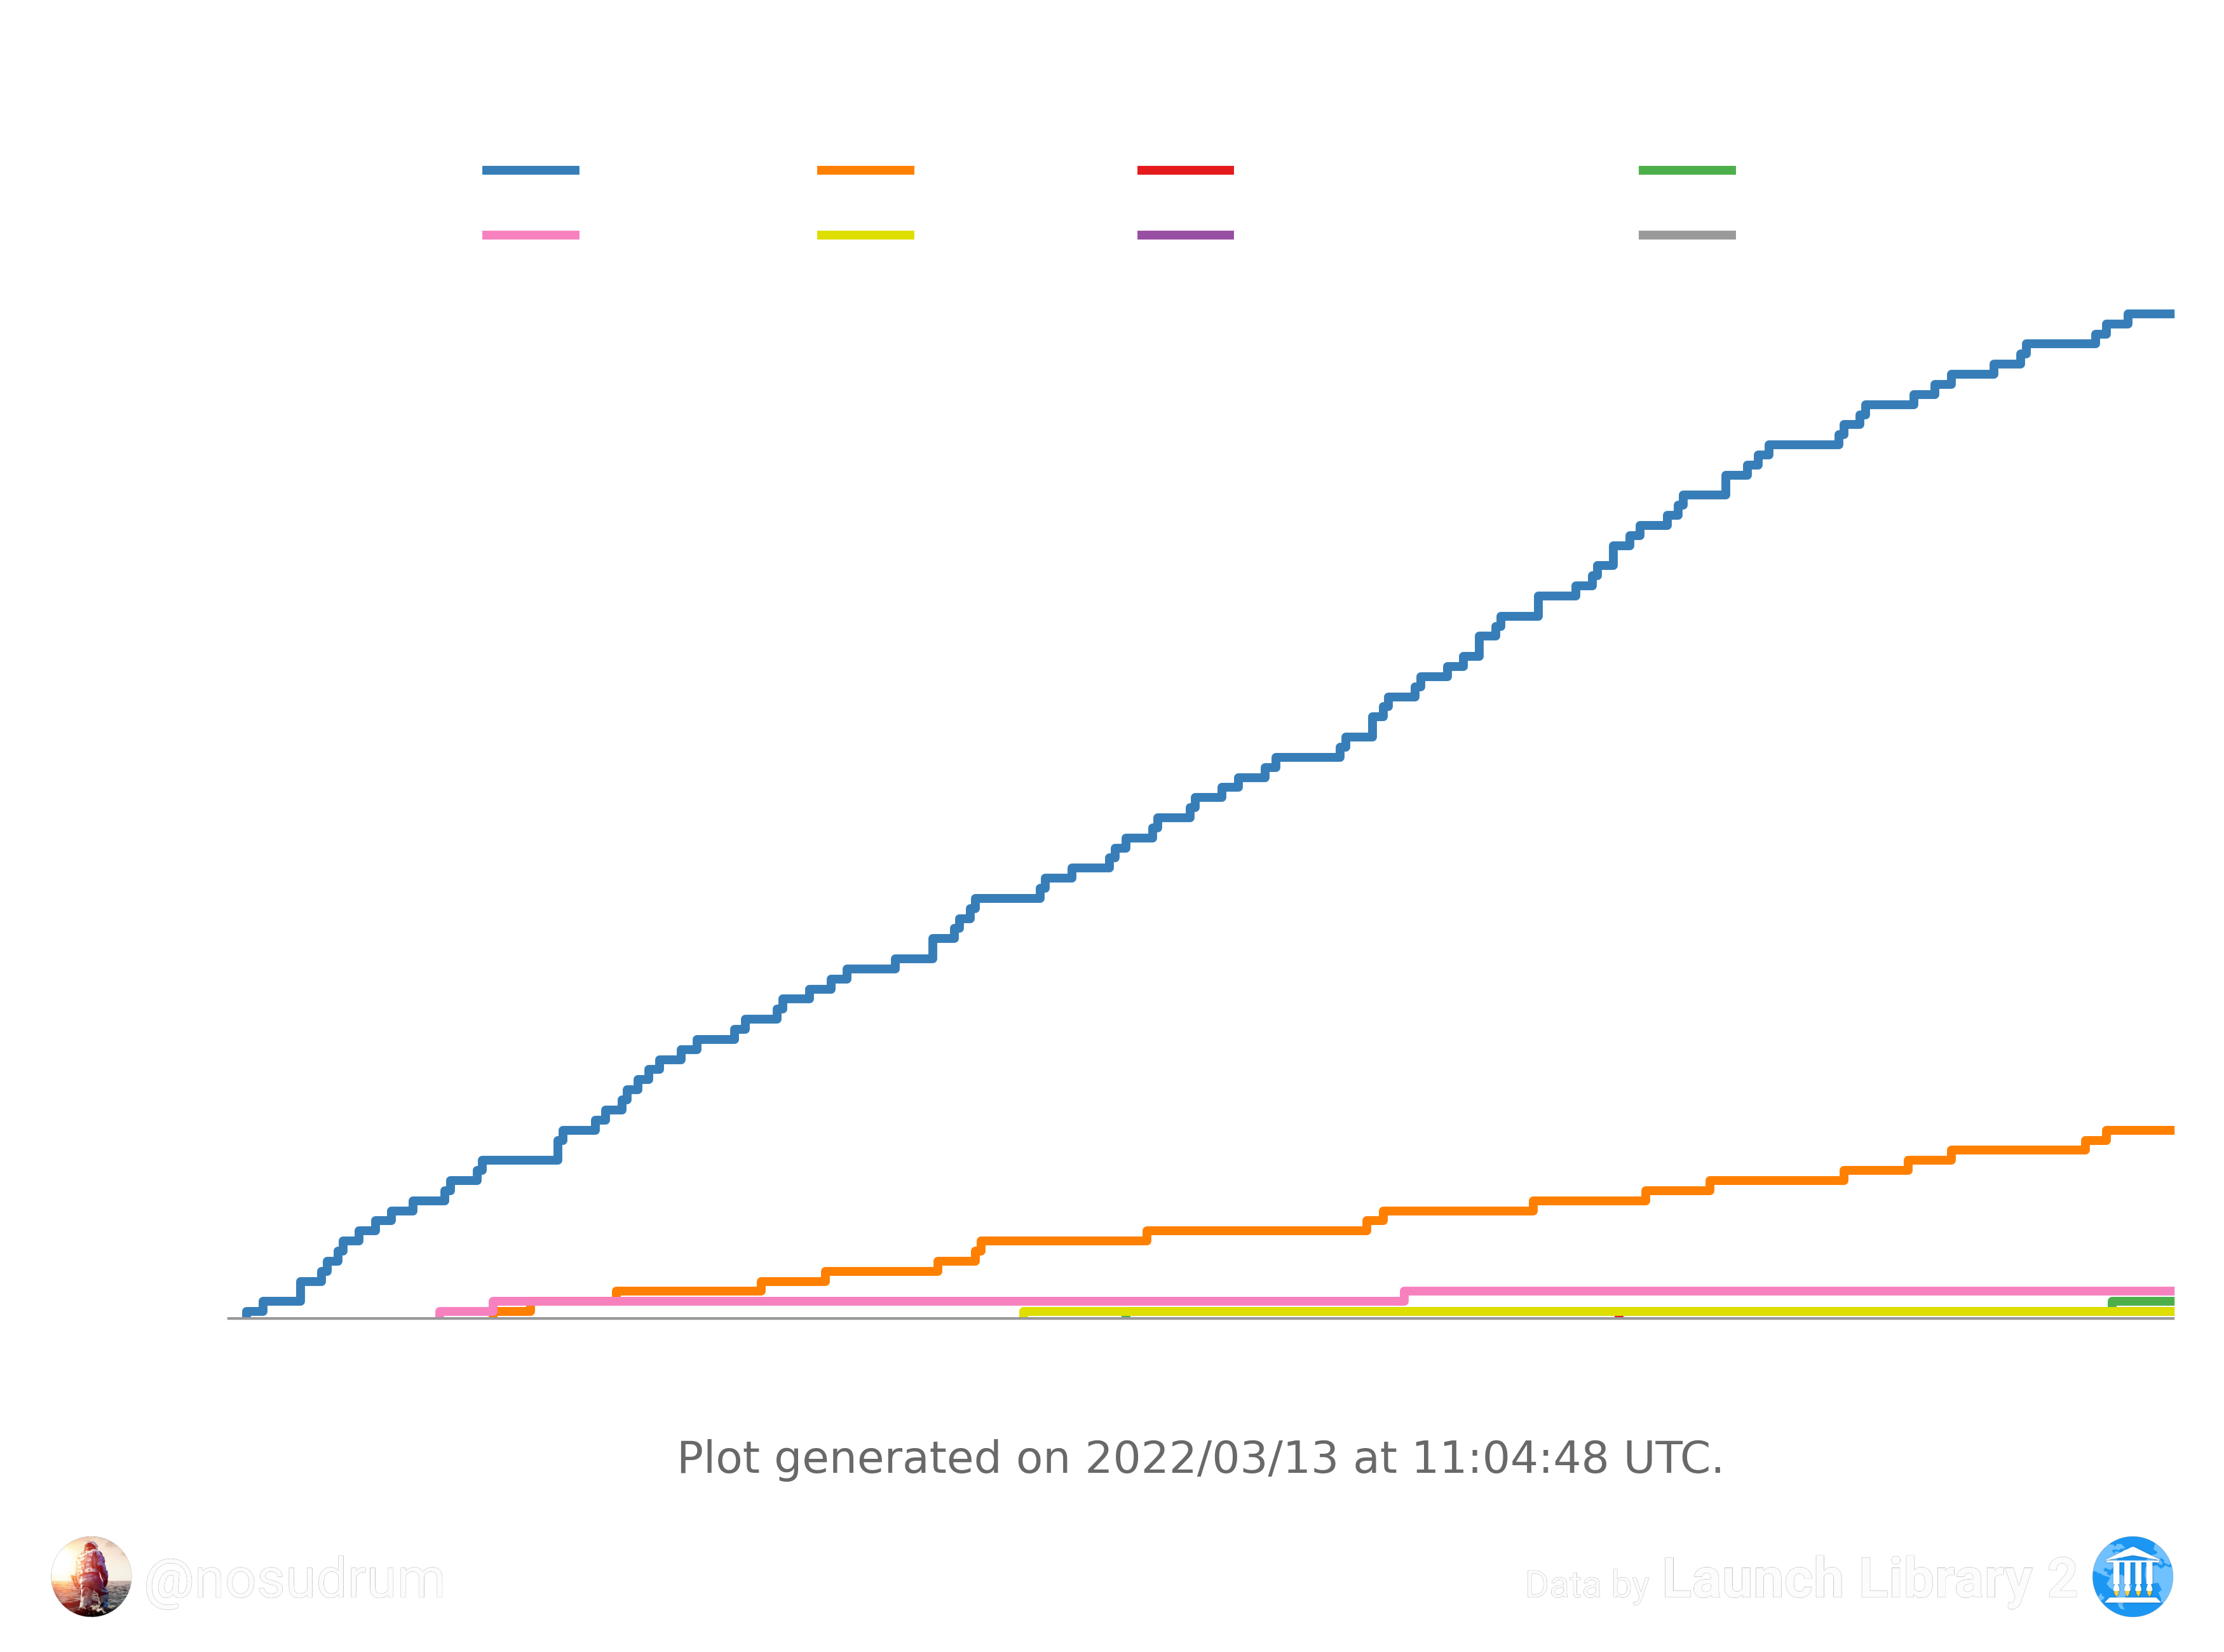 Plot generated on 2022/03/13 at 11:04:48 UTC.
@nosudrum
Data by Launch Library 2